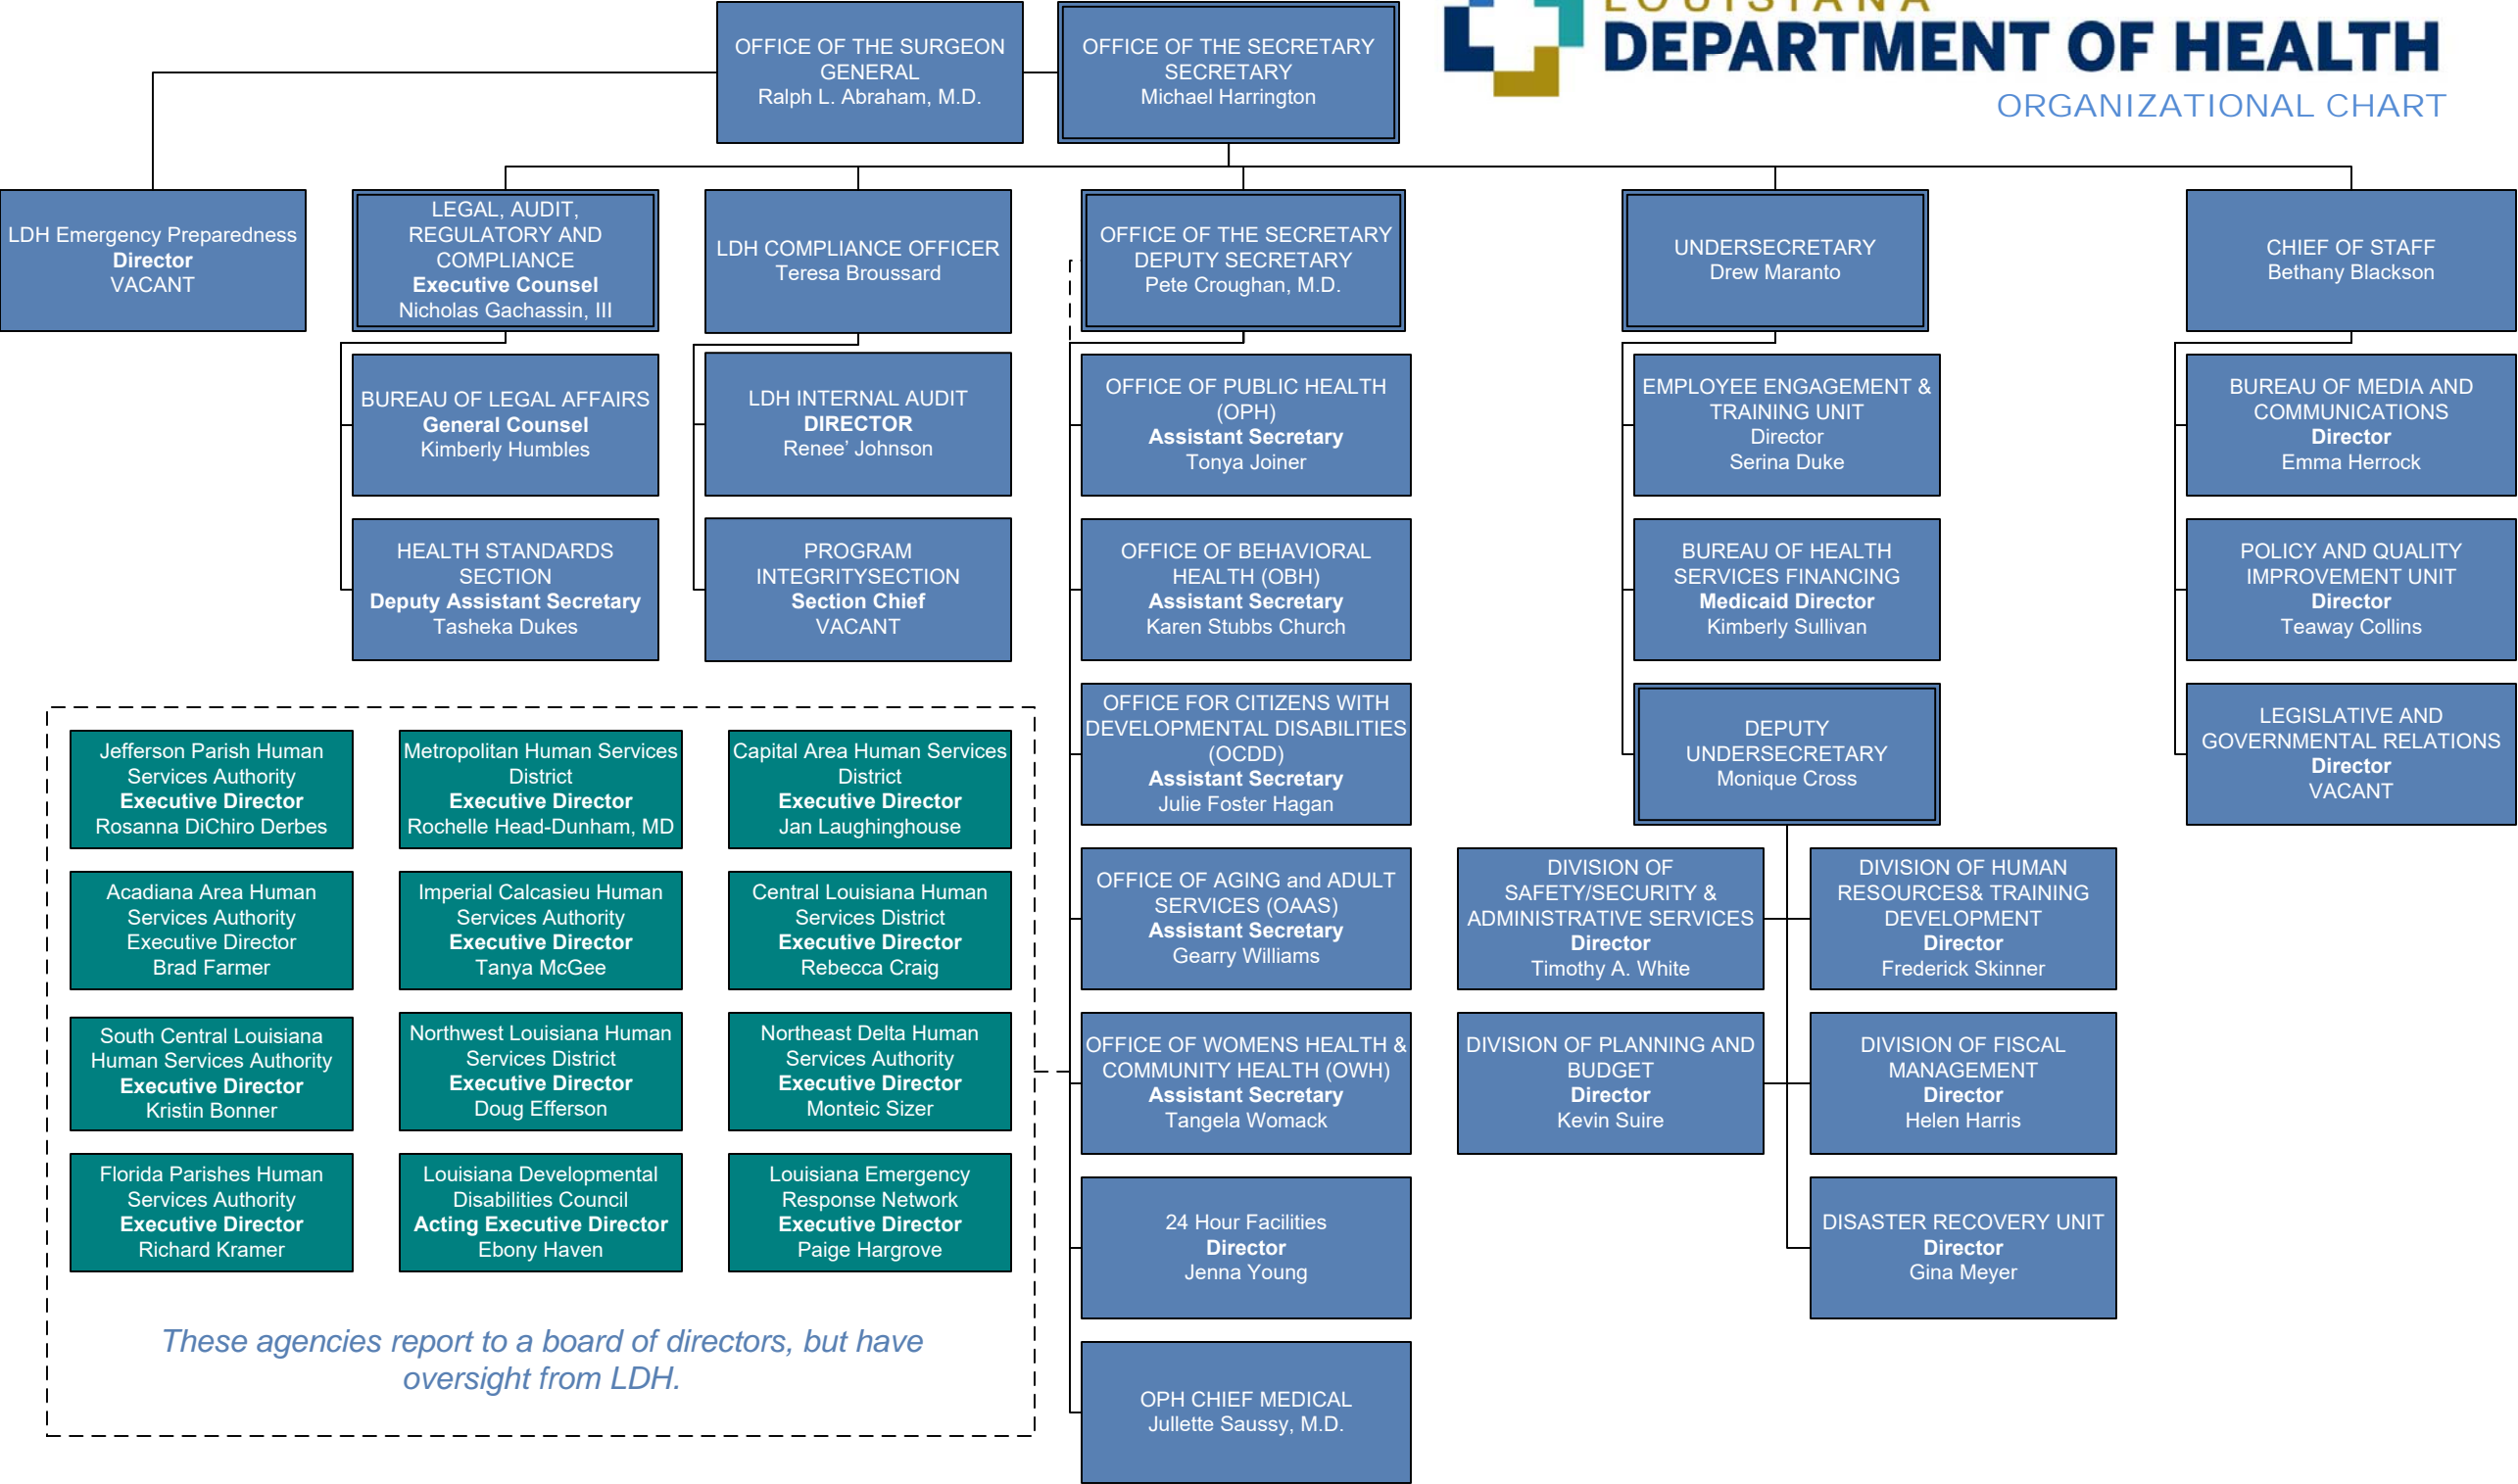 LOUISIANA
DEPARTMENT OF HEALTH
ORGANIZATIONAL CHART
OFFICE OF THE SURGEON
GENERAL
Ralph L. Abraham, M.D.
OFFICE OF THE SECRETARY
SECRETARY
Michael Harrington
LDH Emergency Preparedness
Director
VACANT
LEGAL, AUDIT,
REGULATORY AND
COMPLIANCE
Executive Counsel
Nicholas Gachassin, III
LDH COMPLIANCE OFFICER
Teresa Broussard
OFFICE OF THE SECRETARY
DEPUTY SECRETARY
Pete Croughan, M.D.
UNDERSECRETARY
Drew Maranto
CHIEF OF STAFF
Bethany Blackson
BUREAU OF LEGAL AFFAIRS
General Counsel
Kimberly Humbles
LDH INTERNAL AUDIT
DIRECTOR
Renee’ Johnson
OFFICE OF PUBLIC HEALTH
(OPH)
Assistant Secretary
Tonya Joiner
EMPLOYEE ENGAGEMENT &
TRAINING UNIT
Director
Serina Duke
BUREAU OF MEDIA AND
COMMUNICATIONS
Director
Emma Herrock
HEALTH STANDARDS
SECTION
Deputy Assistant Secretary
Tasheka Dukes
PROGRAM
INTEGRITYSECTION
Section Chief
VACANT
OFFICE OF BEHAVIORAL
HEALTH (OBH)
Assistant Secretary
Karen Stubbs Church
BUREAU OF HEALTH
SERVICES FINANCING
Medicaid Director
Kimberly Sullivan
POLICY AND QUALITY
IMPROVEMENT UNIT
Director
Teaway Collins
OFFICE FOR CITIZENS WITH
DEVELOPMENTAL DISABILITIES
(OCDD)
Assistant Secretary
Julie Foster Hagan
DEPUTY
UNDERSECRETARY
Monique Cross
LEGISLATIVE AND
GOVERNMENTAL RELATIONS
Director
VACANT
Jefferson Parish Human
Services Authority
Executive Director
Rosanna DiChiro Derbes
Metropolitan Human Services
District
Executive Director
Rochelle Head-Dunham, MD
Capital Area Human Services
District
Executive Director
Jan Laughinghouse
OFFICE OF AGING and ADULT
SERVICES (OAAS)
Assistant Secretary
Gearry Williams
DIVISION OF
SAFETY/SECURITY &
ADMINISTRATIVE SERVICES
Director
Timothy A. White
DIVISION OF HUMAN
RESOURCES& TRAINING
DEVELOPMENT
Director
Frederick Skinner
Acadiana Area Human
Services Authority
Executive Director
Brad Farmer
Imperial Calcasieu Human
Services Authority
Executive Director
Tanya McGee
Central Louisiana Human
Services District
Executive Director
Rebecca Craig
OFFICE OF WOMENS HEALTH &
COMMUNITY HEALTH (OWH)
Assistant Secretary
Tangela Womack
DIVISION OF PLANNING AND
BUDGET
Director
Kevin Suire
DIVISION OF FISCAL
MANAGEMENT
Director
Helen Harris
South Central Louisiana
Human Services Authority
Executive Director
Kristin Bonner
Northwest Louisiana Human
Services District
Executive Director
Doug Efferson
Northeast Delta Human
Services Authority
Executive Director
Monteic Sizer
24 Hour Facilities
Director
Jenna Young
DISASTER RECOVERY UNIT
Director
Gina Meyer
Florida Parishes Human
Services Authority
Executive Director
Richard Kramer
Louisiana Developmental
Disabilities Council
Acting Executive Director
Ebony Haven
Louisiana Emergency
Response Network
Executive Director
Paige Hargrove
These agencies report to a board of directors, but have
oversight from LDH.
OPH CHIEF MEDICAL
Jullette Saussy, M.D.